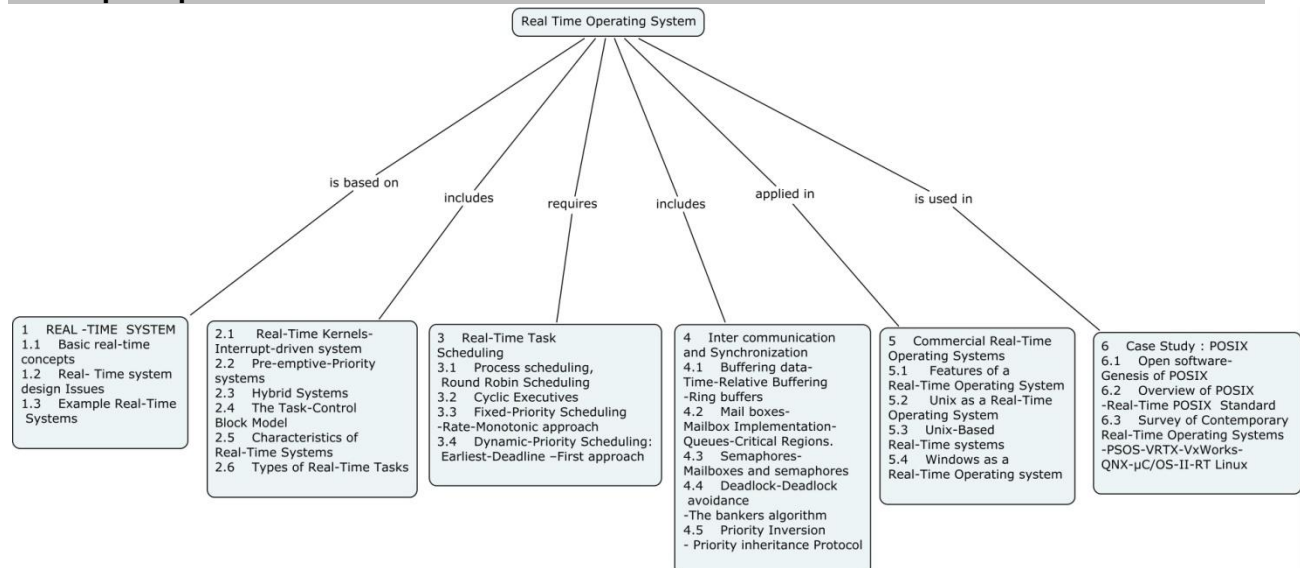 Real Time Operating System
is based on
includes
requires
includes
applied in
is used in
1 REAL -TIME SYSTEM
1.1 Basic real-time
concepts
1.2 Real- Time system
design Issues
1.3 Example Real-Time
Systems
2.1 Real-Time Kernels-
Interrupt-driven system
2.2 Pre-emptive-Priority
systems
2.3 Hybrid Systems
2.4 The Task-Control
Block Model
2.5 Characteristics of
Real-Time Systems
2.6 Types of Real-Time Tasks
3 Real-Time Task
Scheduling
3.1 Process scheduling,
Round Robin Scheduling
3.2 Cyclic Executives
3.3 Fixed-Priority Scheduling
-Rate-Monotonic approach
3.4 Dynamic-Priority Scheduling:
Earliest-Deadline –First approach
4 Inter communication
and Synchronization
4.1 Buffering data-
Time-Relative Buffering
-Ring buffers
4.2 Mail boxes-
Mailbox Implementation-
Queues-Critical Regions.
4.3 Semaphores-
Mailboxes and semaphores
4.4 Deadlock-Deadlock
avoidance
-The bankers algorithm
4.5 Priority Inversion
- Priority inheritance Protocol
5 Commercial Real-Time
Operating Systems
5.1 Features of a
Real-Time Operating System
5.2 Unix as a Real-Time
Operating System
5.3 Unix-Based
Real-Time systems
5.4 Windows as a
Real-Time Operating system
6 Case Study : POSIX
6.1 Open software-
Genesis of POSIX
6.2 Overview of POSIX
-Real-Time POSIX Standard
6.3 Survey of Contemporary
Real-Time Operating Systems
-PSOS-VRTX-VxWorks-
QNX-µC/OS-II-RT Linux